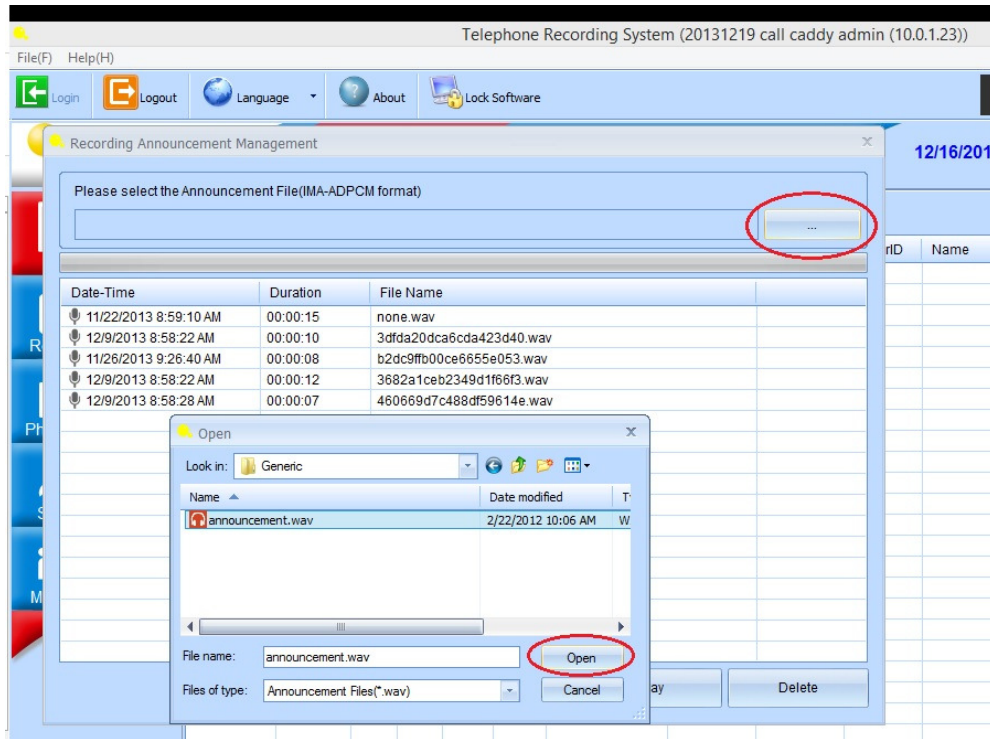 Telephone Recording System (20131219 call caddy admin (10.0.1.23))
File(F) Help(H)
Login Logout Language About Lock Software
Recording Announcement Management
12/16/201
Please select the Announcement File(IMA-ADPCM format)
...
rID Name
Date-Time Duration File Name
11/22/2013 8:59:10 AM 00:00:15 none.wav
12/9/2013 8:58:22 AM 00:00:10 3dfda20dca6cda423d40.wav
11/26/2013 9:26:40 AM 00:00:08 b2dc9ffb00ce6655e053.wav
12/9/2013 8:58:22 AM 00:00:12 3682a1ceb2349d1f66f3.wav
12/9/2013 8:58:28 AM 00:00:07 460669d7c488df59614e.wav
R
Ph
S
M
Open
Look in: Generic
Name Date modified T
announcement.wav 2/22/2012 10:06 AM W
File name: announcement.wav Open
Files of type: Announcement Files(*.wav) Cancel
ay Delete